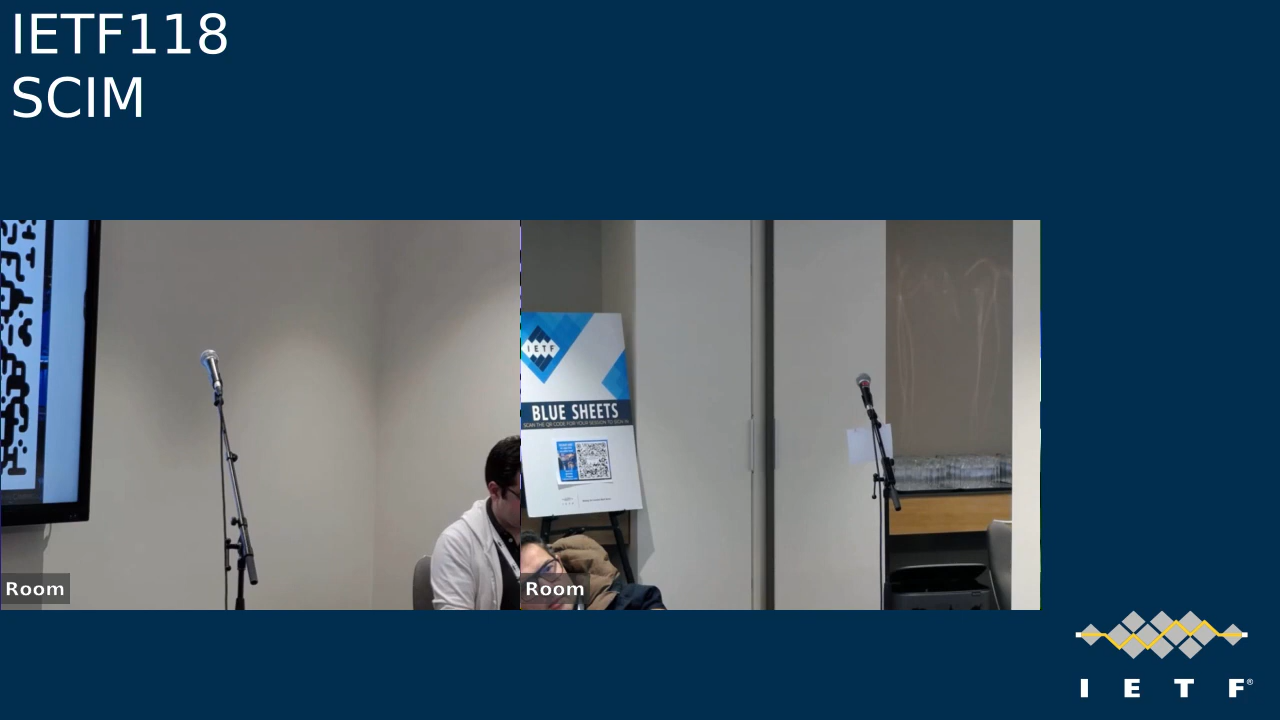 IETF118
SCIM
IETF
BLUE SHEETS
SCAN THE QR CODE FOR YOUR SESSION TO SIGN IN
Room
Room
I E T F®